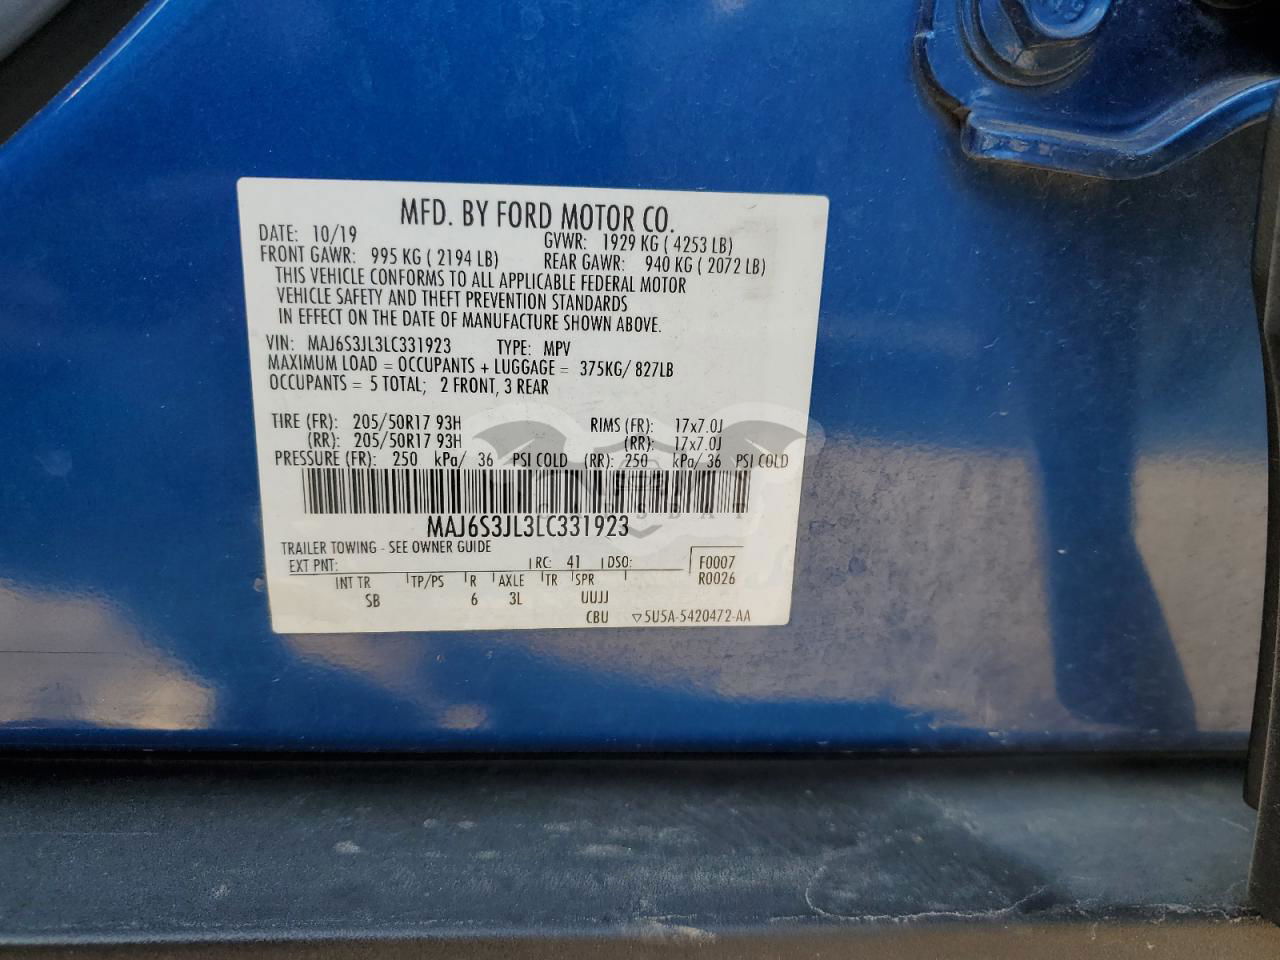 MFD. BY FORD MOTOR CO.
DATE: 10/19 GVWR: 1929 KG ( 4253 LB)
FRONT GAWR: 995 KG ( 2194 LB) REAR GAWR: 940 KG ( 2072 LB)
THIS VEHICLE CONFORMS TO ALL APPLICABLE FEDERAL MOTOR
VEHICLE SAFETY AND THEFT PREVENTION STANDARDS
IN EFFECT ON THE DATE OF MANUFACTURE SHOWN ABOVE.
VIN: MAJ6S3JL3LC331923 TYPE: MPV
MAXIMUM LOAD = OCCUPANTS + LUGGAGE = 375KG/ 827LB
OCCUPANTS = 5 TOTAL; 2 FRONT, 3 REAR
TIRE (FR): 205/50R17 93H RIMS (FR): 17x7.0J
(RR): 205/50R17 93H (RR): 17x7.0J
PRESSURE (FR): 250 kPa/ 36 PSI COLD (RR): 250 kPa/ 36 PSI COLD
MAJ6S3JL3LC331923
TRAILER TOWING - SEE OWNER GUIDE
EXT PNT: RC: 41 DSO: F0007
R0026
INT TR TP/PS R AXLE TR SPR
SB 6 3L UUJJ
CBU ▽5U5A-5420472-AA